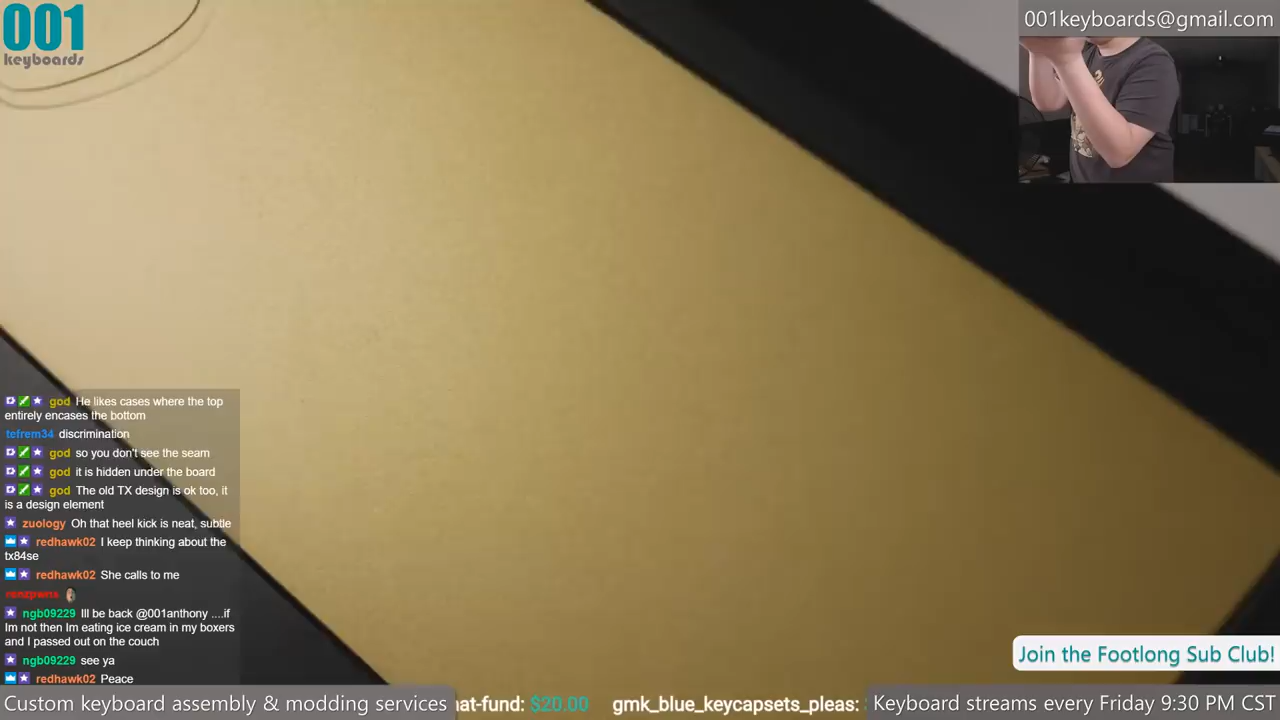 001
keyboards
001keyboards@gmail.com
god He likes cases where the top
entirely encases the bottom
tefrem34 discrimination
god so you don't see the seam
god it is hidden under the board
god The old TX design is ok too, it
is a design element
zuology Oh that heel kick is neat, subtle
redhawk02 I keep thinking about the
tx84se
redhawk02 She calls to me
ngb09229 Ill be back @001anthony ....if
Im not then Im eating ice cream in my boxers
and I passed out on the couch
ngb09229 see ya
redhawk02 Peace
Join the Footlong Sub Club!
Custom keyboard assembly & modding services
hat-fund: $20.00 gmk_blue_keycapsets_pleas:
Keyboard streams every Friday 9:30 PM CST